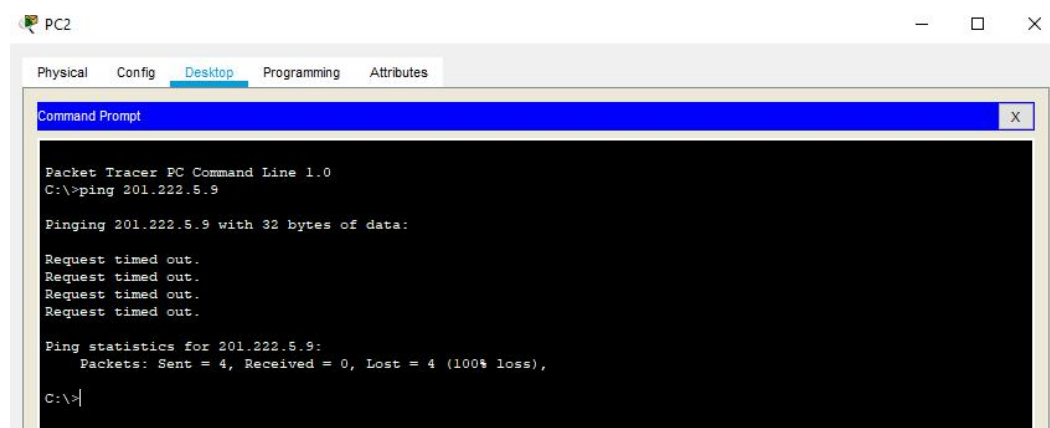 PC2
Physical Config Desktop Programming Attributes
Command Prompt
X
Packet Tracer PC Command Line 1.0
C:\>ping 201.222.5.9
Pinging 201.222.5.9 with 32 bytes of data:
Request timed out.
Request timed out.
Request timed out.
Request timed out.
Ping statistics for 201.222.5.9:
Packets: Sent = 4, Received = 0, Lost = 4 (100% loss),
C:\>